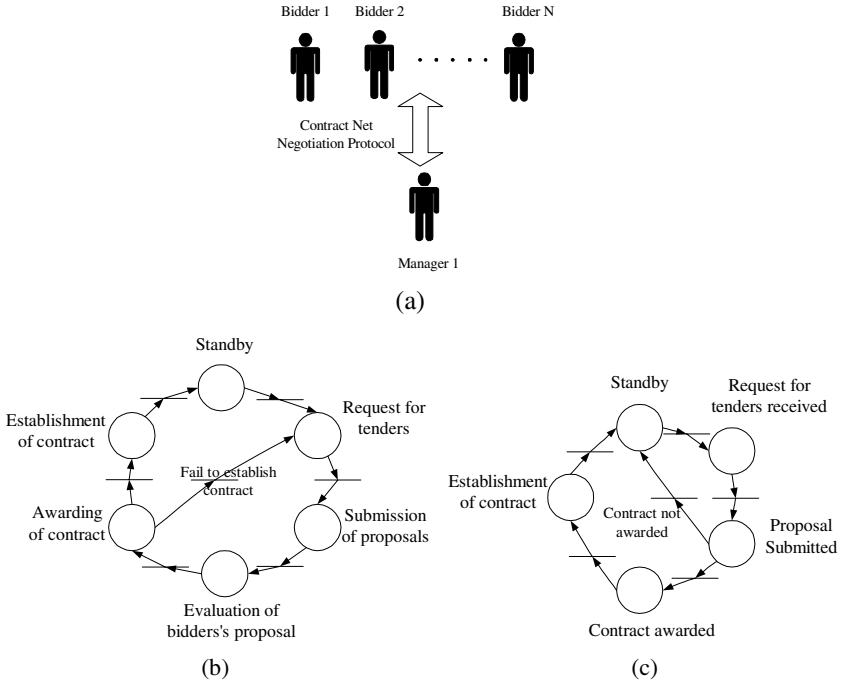 Bidder 1
Bidder 2
Bidder N
Contract Net
Negotiation Protocol
Manager 1
(a)
Standby
Request for
tenders
Establishment
of contract
Fail to establish
contract
Awarding
of contract
Submission
of proposals
Evaluation of
bidders's proposal
(b)
Standby
Request for
tenders received
Establishment
of contract
Contract not
awarded
Proposal
Submitted
Contract awarded
(c)